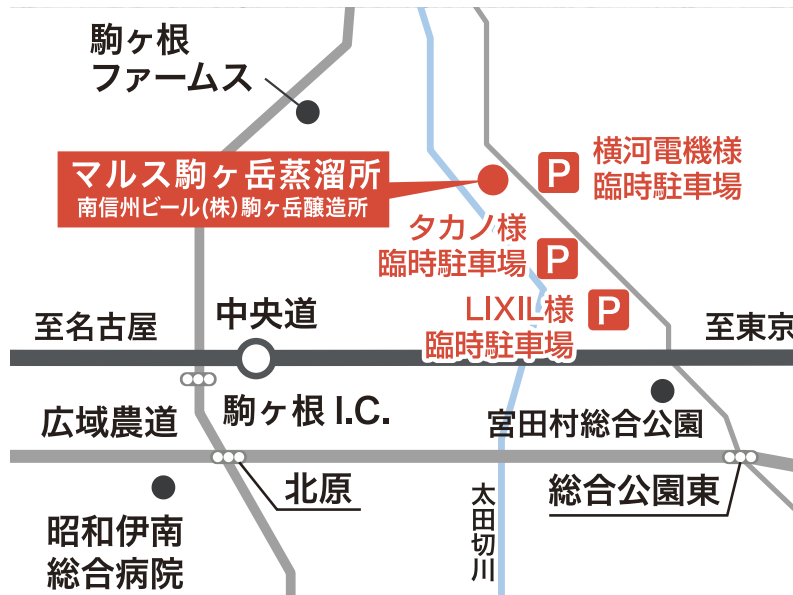 駒ヶ根
ファームス
マルス駒ヶ岳蒸溜所
南信州ビール(株)駒ヶ岳醸造所
P
横河電機様
臨時駐車場
タカノ様
臨時駐車場
P
LIXIL様
臨時駐車場
P
至名古屋
中央道
至東京
駒ヶ根 I.C.
広域農道
宮田村総合公園
北原
総合公園東
太田切川
昭和伊南
総合病院